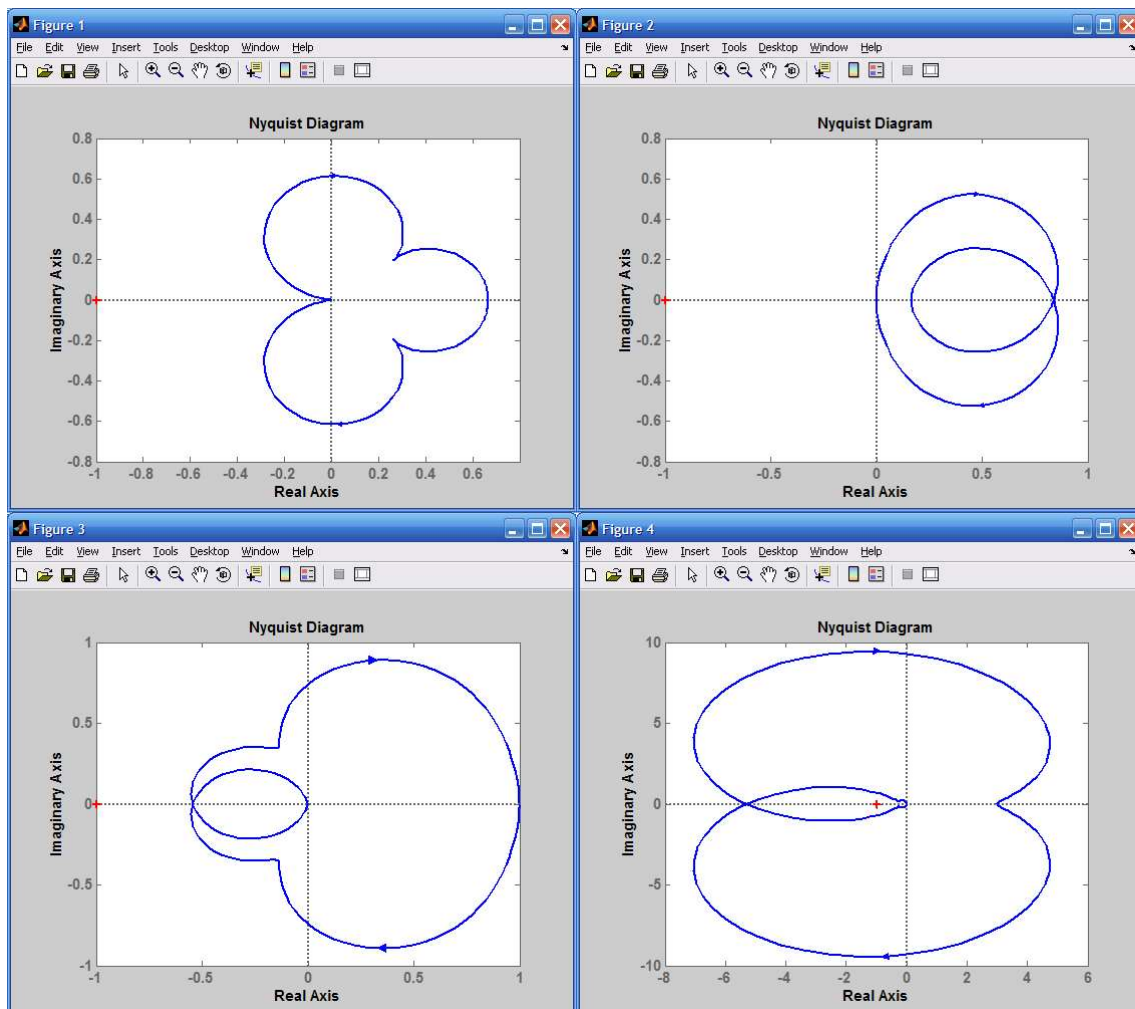 Figure 1
File Edit View Insert Tools Desktop Window Help
Nyquist Diagram
0.8
0.6
0.4
0.2
0
-0.2
-0.4
-0.6
-0.8
Imaginary Axis
-1 -0.8 -0.6 -0.4 -0.2 0 0.2 0.4 0.6
Real Axis
Figure 2
File Edit View Insert Tools Desktop Window Help
Nyquist Diagram
0.8
0.6
0.4
0.2
0
-0.2
-0.4
-0.6
-0.8
Imaginary Axis
-1 -0.5 0 0.5 1
Real Axis
Figure 3
File Edit View Insert Tools Desktop Window Help
Nyquist Diagram
1
0.5
0
-0.5
-1
Imaginary Axis
-1 -0.5 0 0.5 1
Real Axis
Figure 4
File Edit View Insert Tools Desktop Window Help
Nyquist Diagram
10
5
0
-5
-10
Imaginary Axis
-8 -6 -4 -2 0 2 4 6
Real Axis